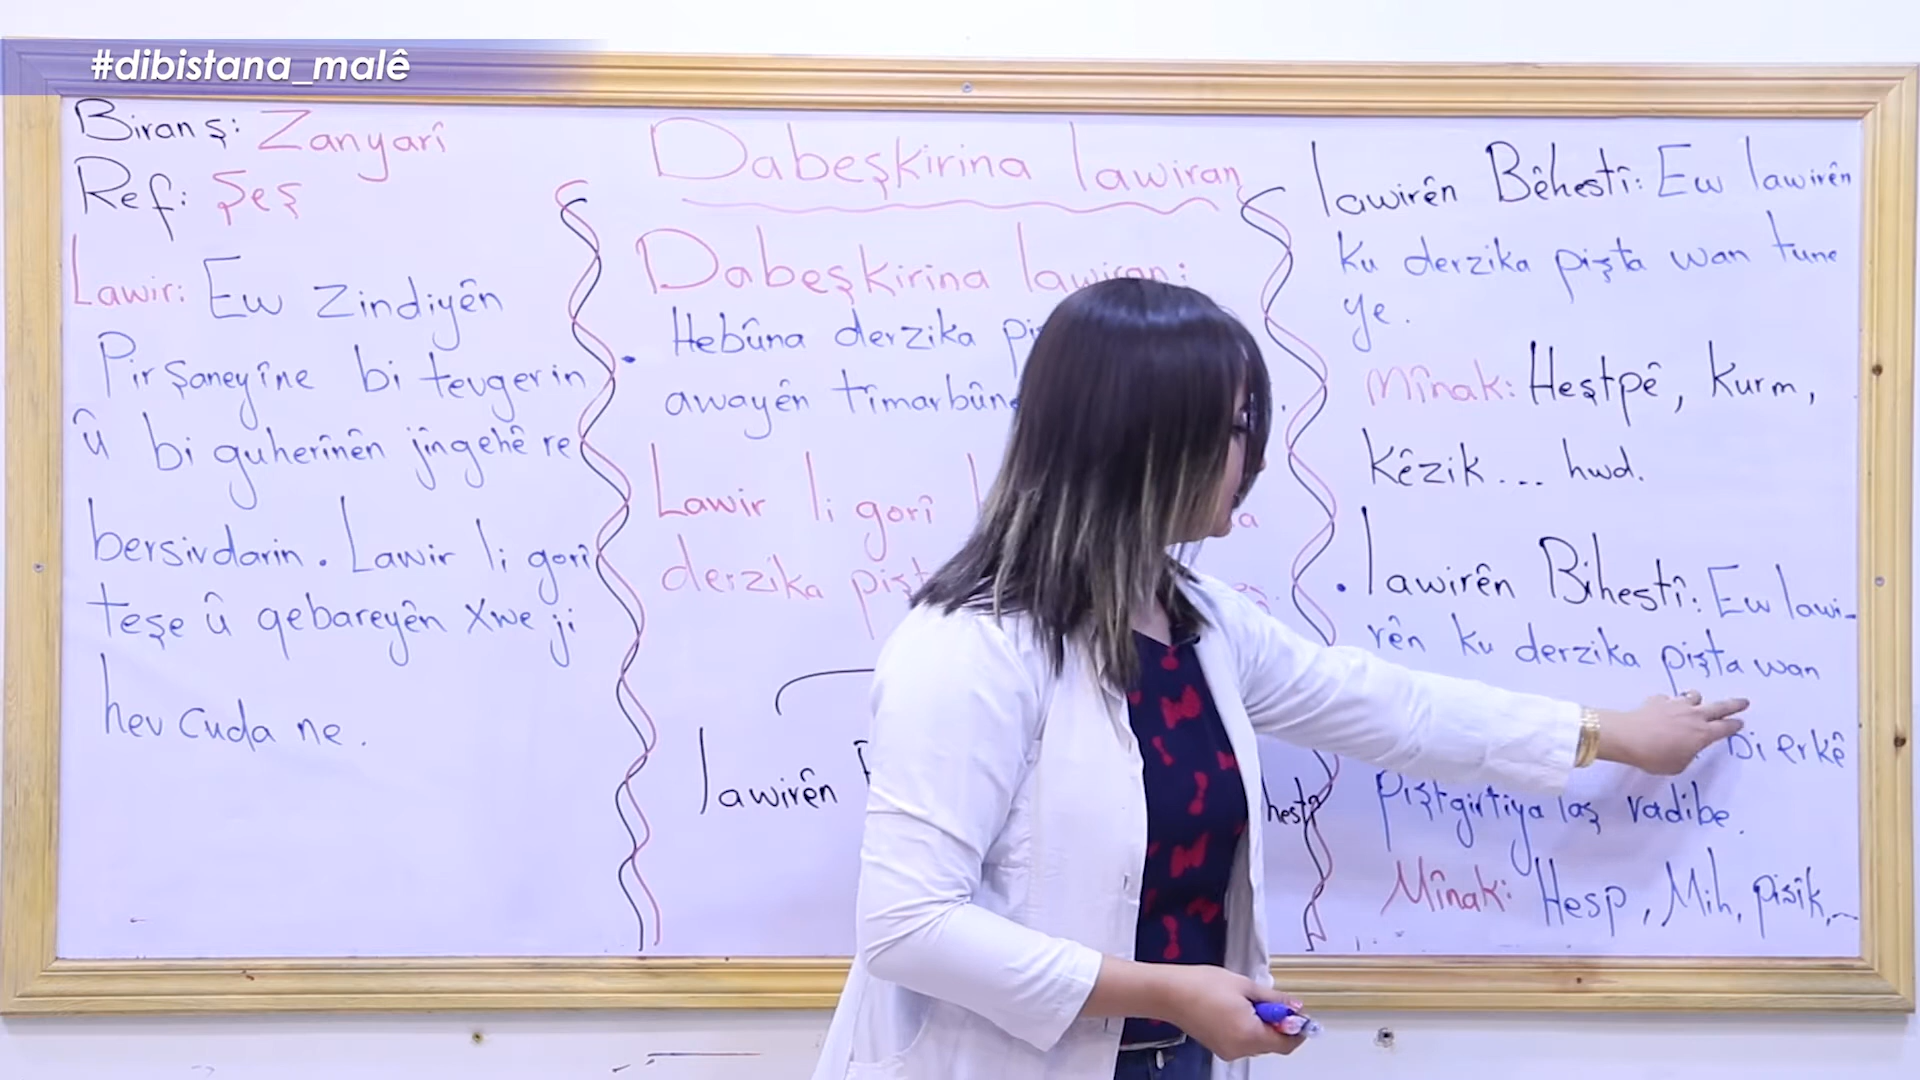 #dibistana_malê
Biranş: Zanyarî
Ref: Şeş
Lawir: Ew Zindiyên
Pir Şaneyîne bi tevgerin
û bi guherînên jîngehê re
bersivdarin. Lawir li gorî
teşe û qebareyên xwe ji
hev cuda ne.
Dabeşkirina lawiran
Dabeşkirina lawiran:
Hebûna derzika
awayên tîmarbûna
Lawir li gorî
derzika
lawirên
Lawirên Bêhestî: Ew lawirên
ku derzika pişta wan tune
ye.
Mînak: Heştpê, kurm,
kêzik... hwd.
• lawirên Bihestî: Ew lawi-
rên ku derzika pişta wan
bi erkê
piştgirtiya laş radibe.
Mînak: Hesp, Mih, pisîk,